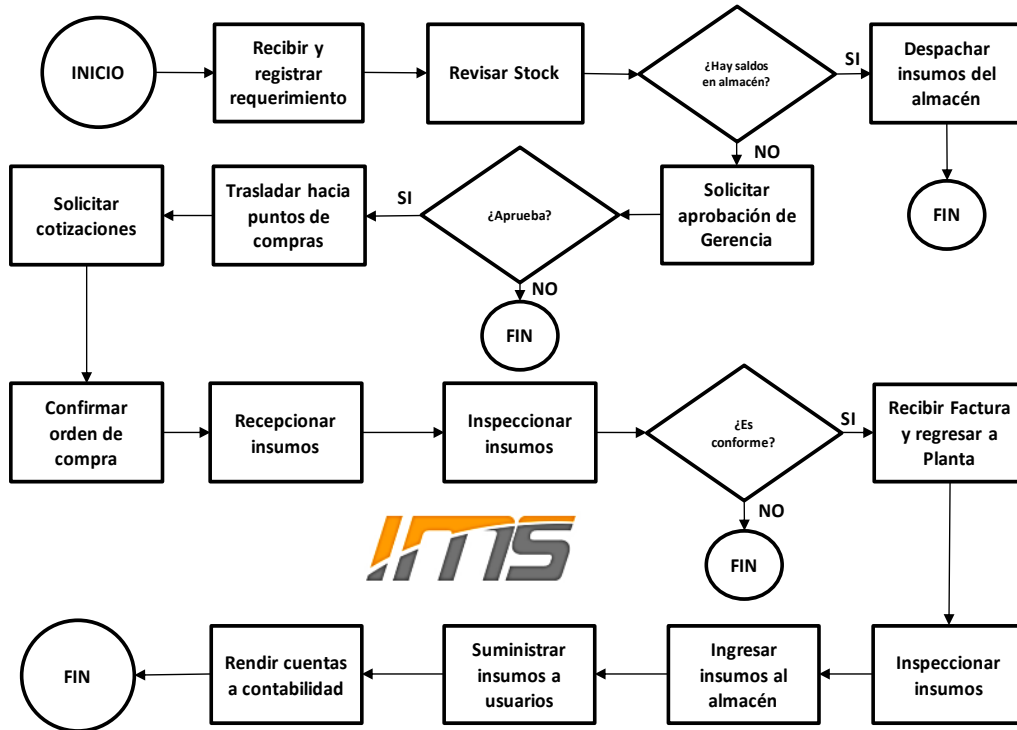 INICIO
Recibir y
registrar
requerimiento
Revisar Stock
¿Hay saldos
en almacén?
SI
Despachar
insumos del
almacén
NO
FIN
Solicitar
aprobación de
Gerencia
¿Aprueba?
SI
Trasladar hacia
puntos de
compras
Solicitar
cotizaciones
NO
FIN
Confirmar
orden de
compra
Recepcionar
insumos
Inspeccionar
insumos
¿Es
conforme?
SI
Recibir Factura
y regresar a
Planta
NO
FIN
IMS
Inspeccionar
insumos
Ingresar
insumos al
almacén
Suministrar
insumos a
usuarios
Rendir cuentas
a contabilidad
FIN